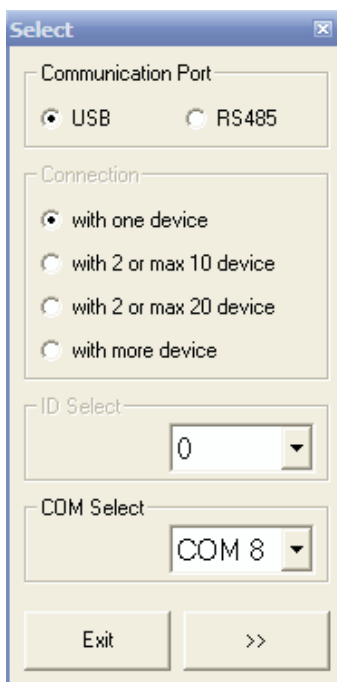 Select
Communication Port
USB RS485
Connection
with one device
with 2 or max 10 device
with 2 or max 20 device
with more device
ID Select
0
COM Select
COM 8
Exit >>